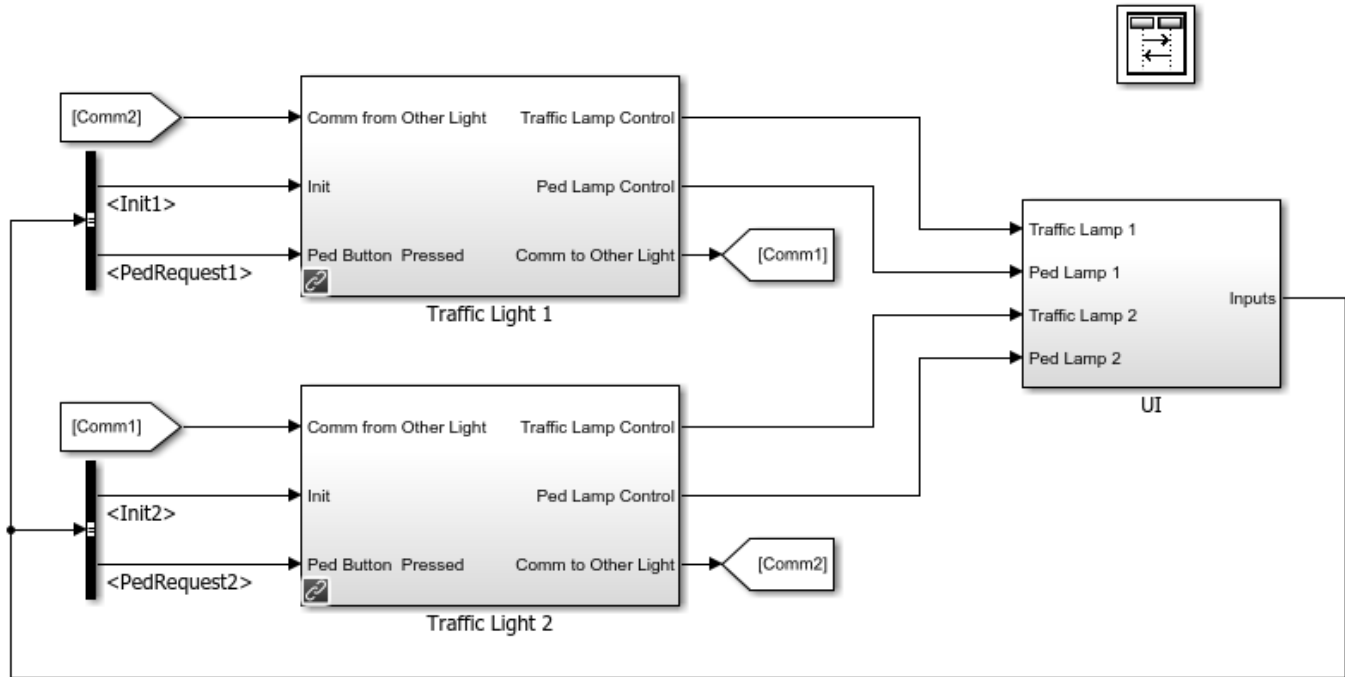 [Comm2]
Comm from Other Light
Traffic Lamp Control
Init
Ped Lamp Control
<Init1>
Ped Button  Pressed
Comm to Other Light
[Comm1]
<PedRequest1>
Traffic Light 1
Traffic Lamp 1
Ped Lamp 1
Inputs
Traffic Lamp 2
Ped Lamp 2
UI
[Comm1]
Comm from Other Light
Traffic Lamp Control
Init
Ped Lamp Control
<Init2>
Ped Button  Pressed
Comm to Other Light
[Comm2]
<PedRequest2>
Traffic Light 2